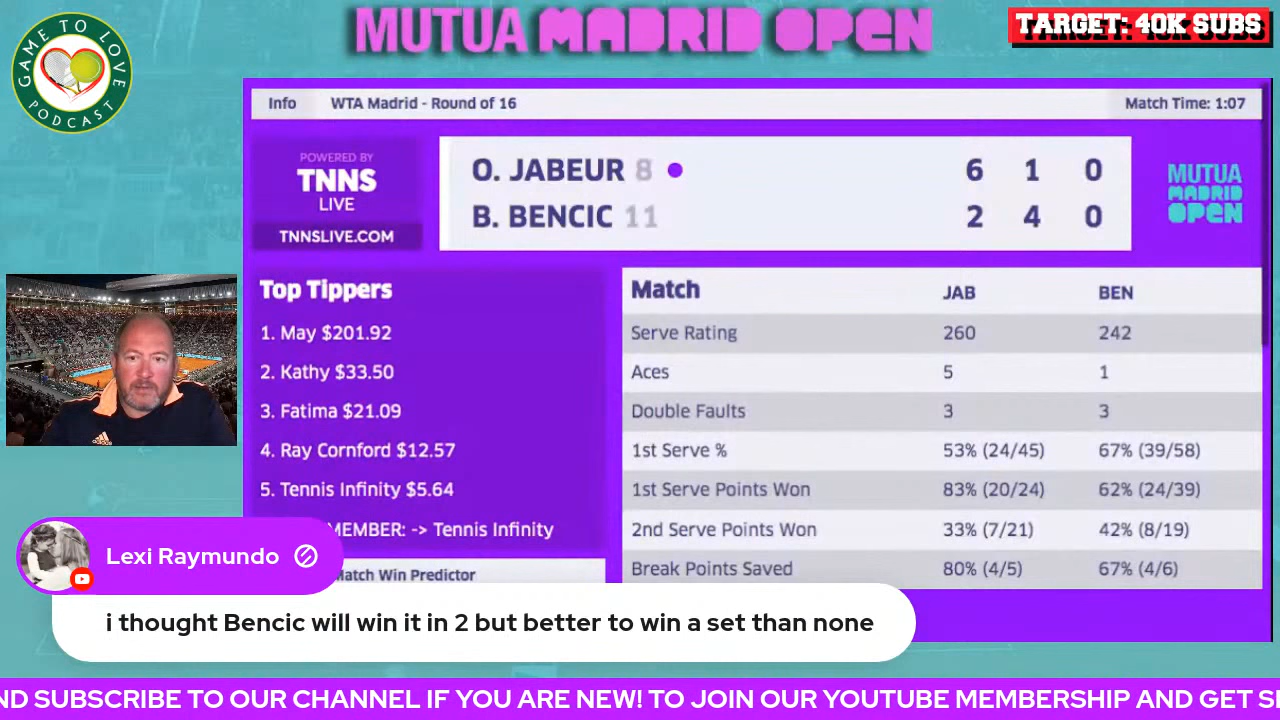 GAME TO LOVE
PODCAST
MUTUA MADRID OPEN
TARGET: 40K SUBS
Info
WTA Madrid - Round of 16
Match Time: 1:07
POWERED BY
TNNS
LIVE
TNNSLIVE.COM
O. JABEUR 8 6 1 0
B. BENCIC 11 2 4 0
MUTUA
MADRID
OPEN
Top Tippers
1. May $201.92
2. Kathy $33.50
3. Fatima $21.09
4. Ray Cornford $12.57
5. Tennis Infinity $5.64
MEMBER: -> Tennis Infinity
Match Win Predictor
Match JAB BEN
Serve Rating 260 242
Aces 5 1
Double Faults 3 3
1st Serve % 53% (24/45) 67% (39/58)
1st Serve Points Won 83% (20/24) 62% (24/39)
2nd Serve Points Won 33% (7/21) 42% (8/19)
Break Points Saved 80% (4/5) 67% (4/6)
Lexi Raymundo
i thought Bencic will win it in 2 but better to win a set than none
ND SUBSCRIBE TO OUR CHANNEL IF YOU ARE NEW! TO JOIN OUR YOUTUBE MEMBERSHIP AND GET S